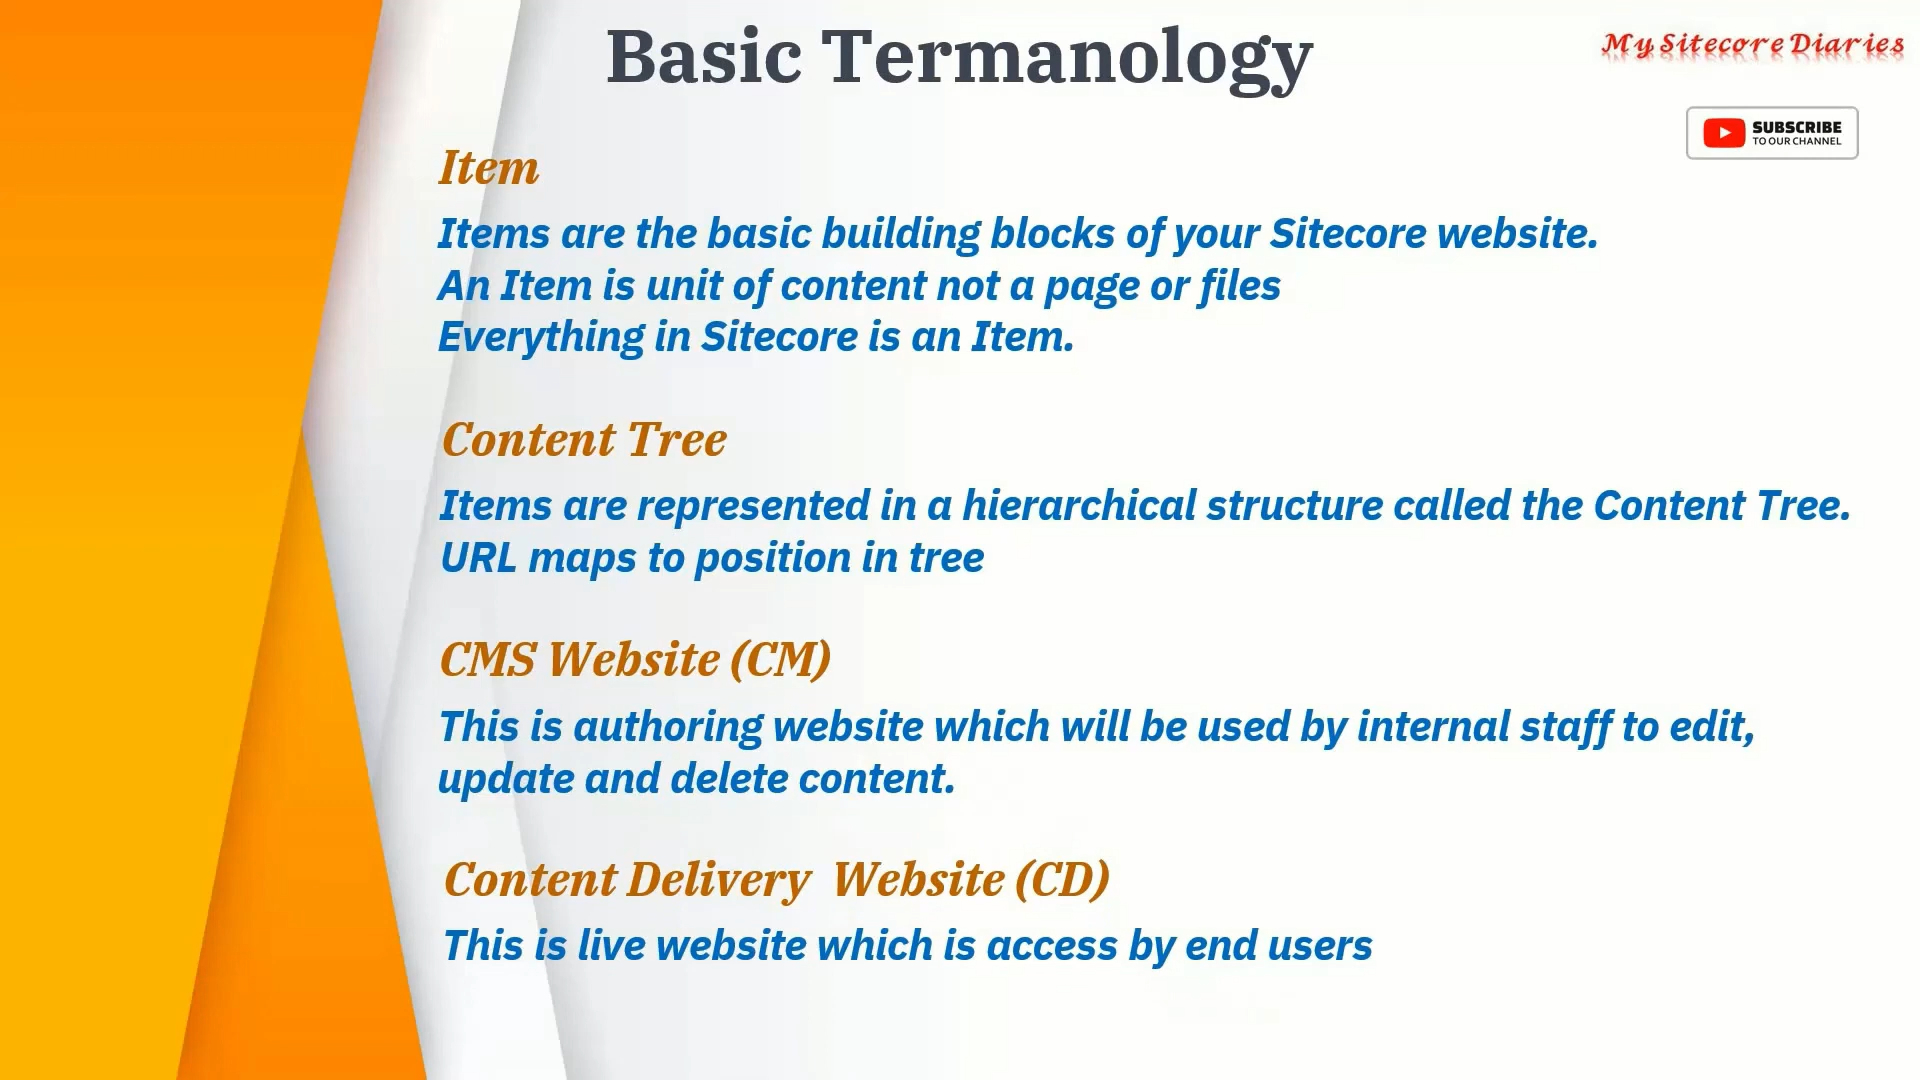 Basic Termanology
My Sitecore Diaries
SUBSCRIBE
TO OUR CHANNEL
Item
Items are the basic building blocks of your Sitecore website.
An Item is unit of content not a page or files
Everything in Sitecore is an Item.
Content Tree
Items are represented in a hierarchical structure called the Content Tree.
URL maps to position in tree
CMS Website (CM)
This is authoring website which will be used by internal staff to edit,
update and delete content.
Content Delivery  Website (CD)
This is live website which is access by end users